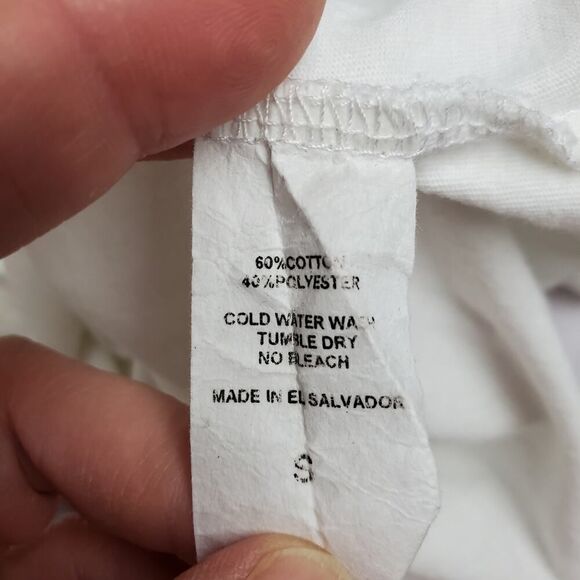 60%COTTON
40%POLYESTER
COLD WATER WASH
TUMBLE DRY
NO BLEACH
MADE IN EL SALVADOR
S